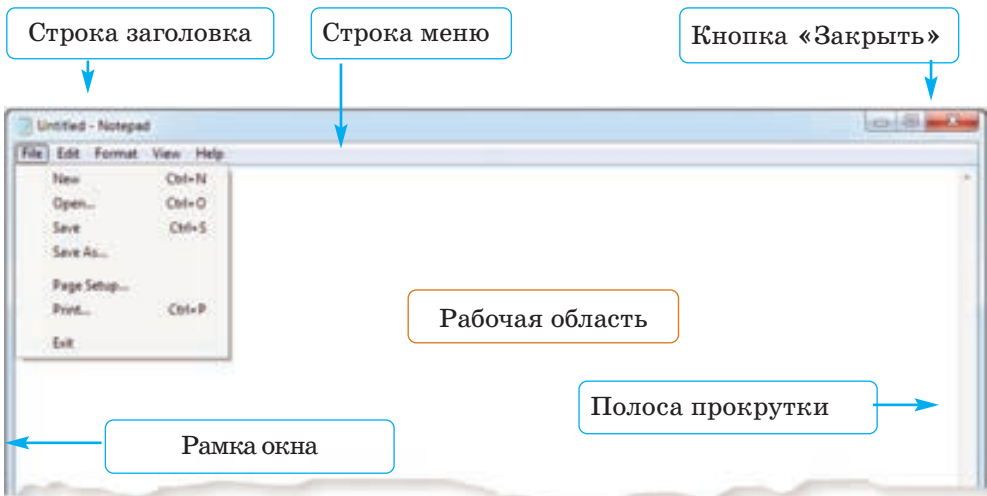 Строка заголовка
Строка меню
Кнопка «Закрыть»
Untitled - Notepad
File Edit Format View Help
New Ctrl+N
Open... Ctrl+O
Save Ctrl+S
Save As...
Page Setup...
Print... Ctrl+P
Exit
Рабочая область
Полоса прокрутки
Рамка окна